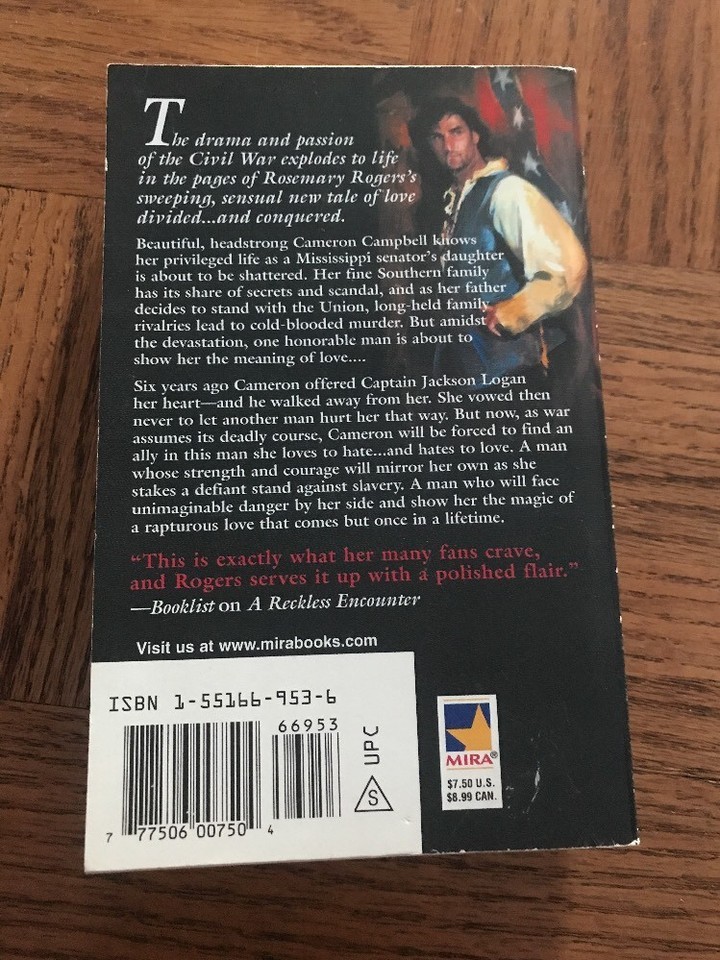 The drama and passion
of the Civil War explodes to life
in the pages of Rosemary Rogers's
sweeping, sensual new tale of love
divided...and conquered.
Beautiful, headstrong Cameron Campbell knows
her privileged life as a Mississippi senator's daughter
is about to be shattered. Her fine Southern family
has its share of secrets and scandal, and as her father
decides to stand with the Union, long-held family
rivalries lead to cold-blooded murder. But amidst
the devastation, one honorable man is about to
show her the meaning of love....
Six years ago Cameron offered Captain Jackson Logan
her heart—and he walked away from her. She vowed then
never to let another man hurt her that way. But now, as war
assumes its deadly course, Cameron will be forced to find an
ally in this man she loves to hate...and hates to love. A man
whose strength and courage will mirror her own as she
stakes a defiant stand against slavery. A man who will face
unimaginable danger by her side and show her the magic of
a rapturous love that comes but once in a lifetime.
“This is exactly what her many fans crave,
and Rogers serves it up with a polished flair.”
—Booklist on A Reckless Encounter
Visit us at www.mirabooks.com
ISBN 1-55166-953-6
66953
UPC
S
7 77506 00750 4
MIRA®
$7.50 U.S.
$8.99 CAN.